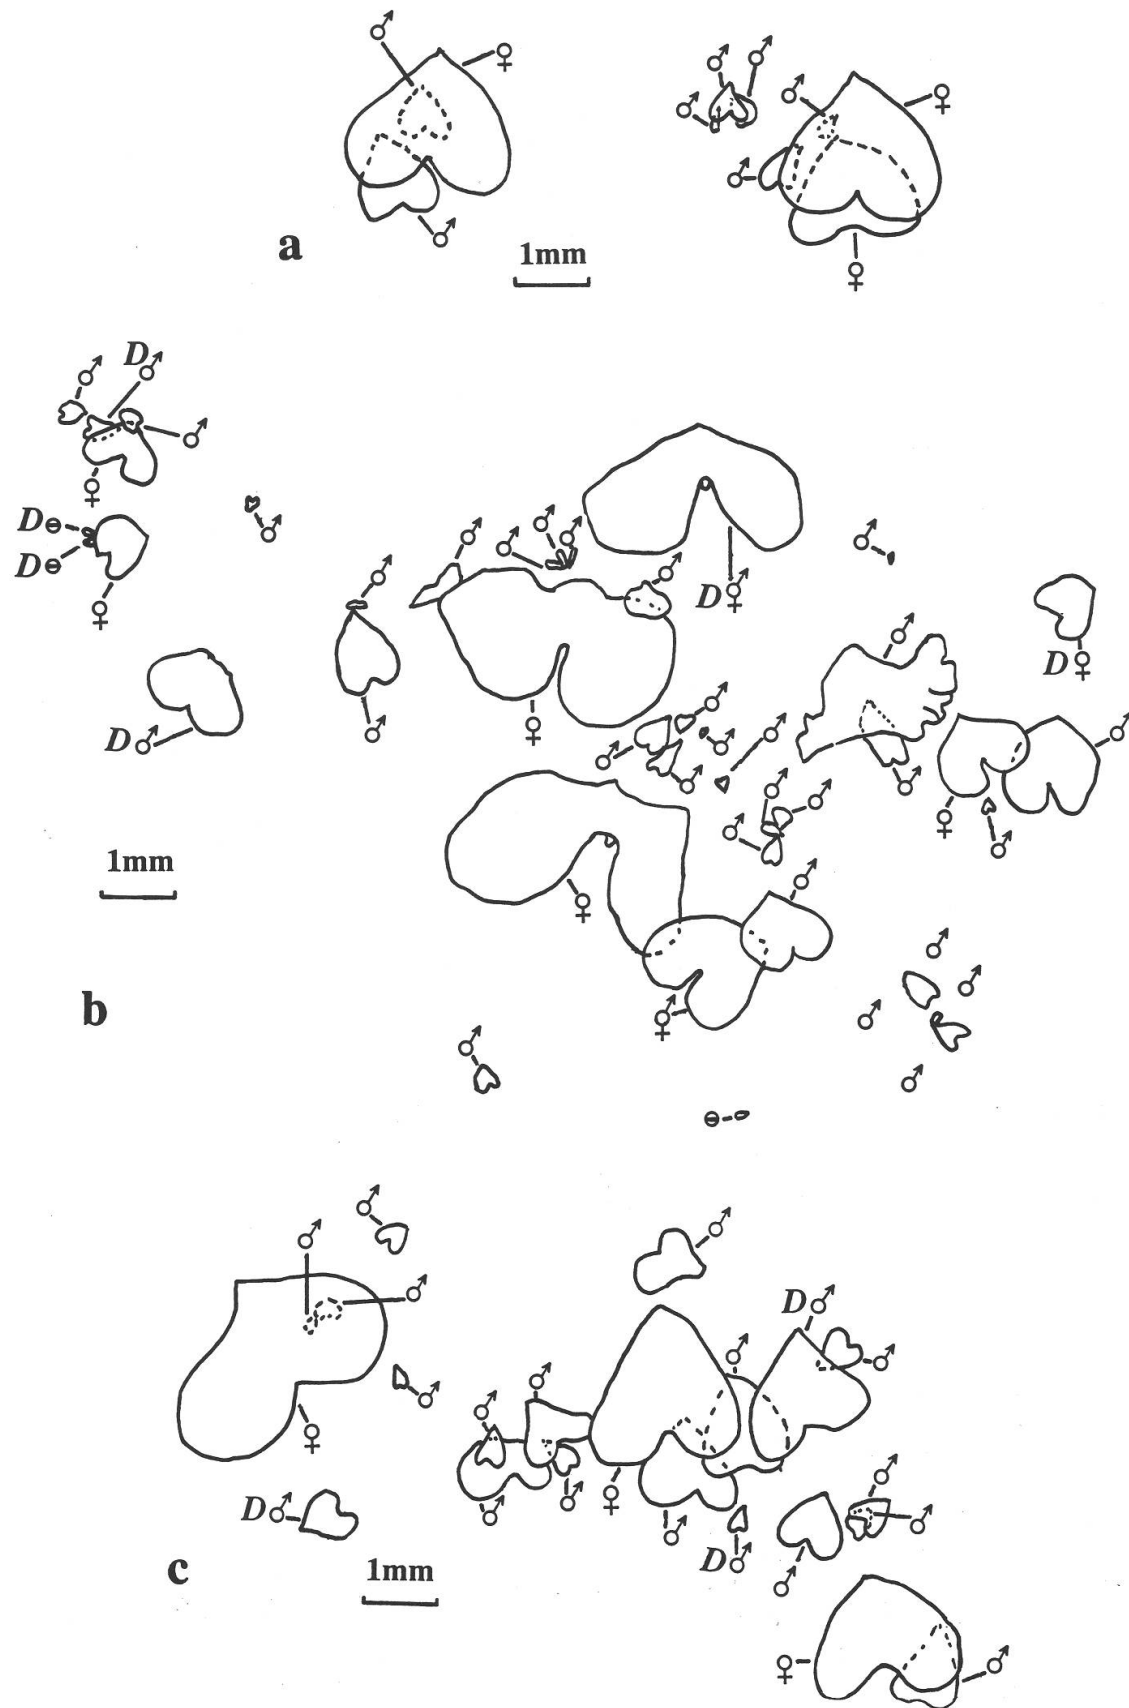 ♂ ♀ ♂ ♂ ♂ ♀
♂ ♂
♂ ♀
a 1mm
♂ D♂
♂
♀
D⊖ ♂ ♂ ♂ ♂ ♂
D⊖ ♂ ♂ D⚥
♀ ♂ D♀
D♂ ♂ ♀ ♂ ♂
♂ ♂ ♂ ♂ ♂
♂ ♂ ♂ ♀
♂ ♂
1mm
♀ ♂
b ⚥ ♂ ♂ ♂
♂ ♂
⊖
♂ ♂
♂ ♂ D♂
♂ ♂ ♂ ♂ ♂
♀ ♂ ♂ ♀
D♂ ♂ ♂ ♂
D♂ ♂
c 1mm ♂
♀ ♂